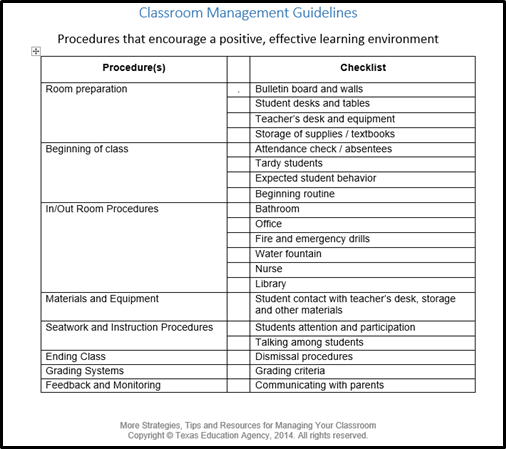 Classroom Management Guidelines
Procedures that encourage a positive, effective learning environment
Procedure(s) Checklist
Room preparation . Bulletin board and walls
Student desks and tables
Teacher's desk and equipment
Storage of supplies / textbooks
Beginning of class Attendance check / absentees
Tardy students
Expected student behavior
Beginning routine
In/Out Room Procedures Bathroom
Office
Fire and emergency drills
Water fountain
Nurse
Library
Materials and Equipment Student contact with teacher's desk, storage
and other materials
Seatwork and Instruction Procedures Students attention and participation
Talking among students
Ending Class Dismissal procedures
Grading Systems Grading criteria
Feedback and Monitoring Communicating with parents
More Strategies, Tips and Resources for Managing Your Classroom
Copyright © Texas Education Agency, 2014. All rights reserved.